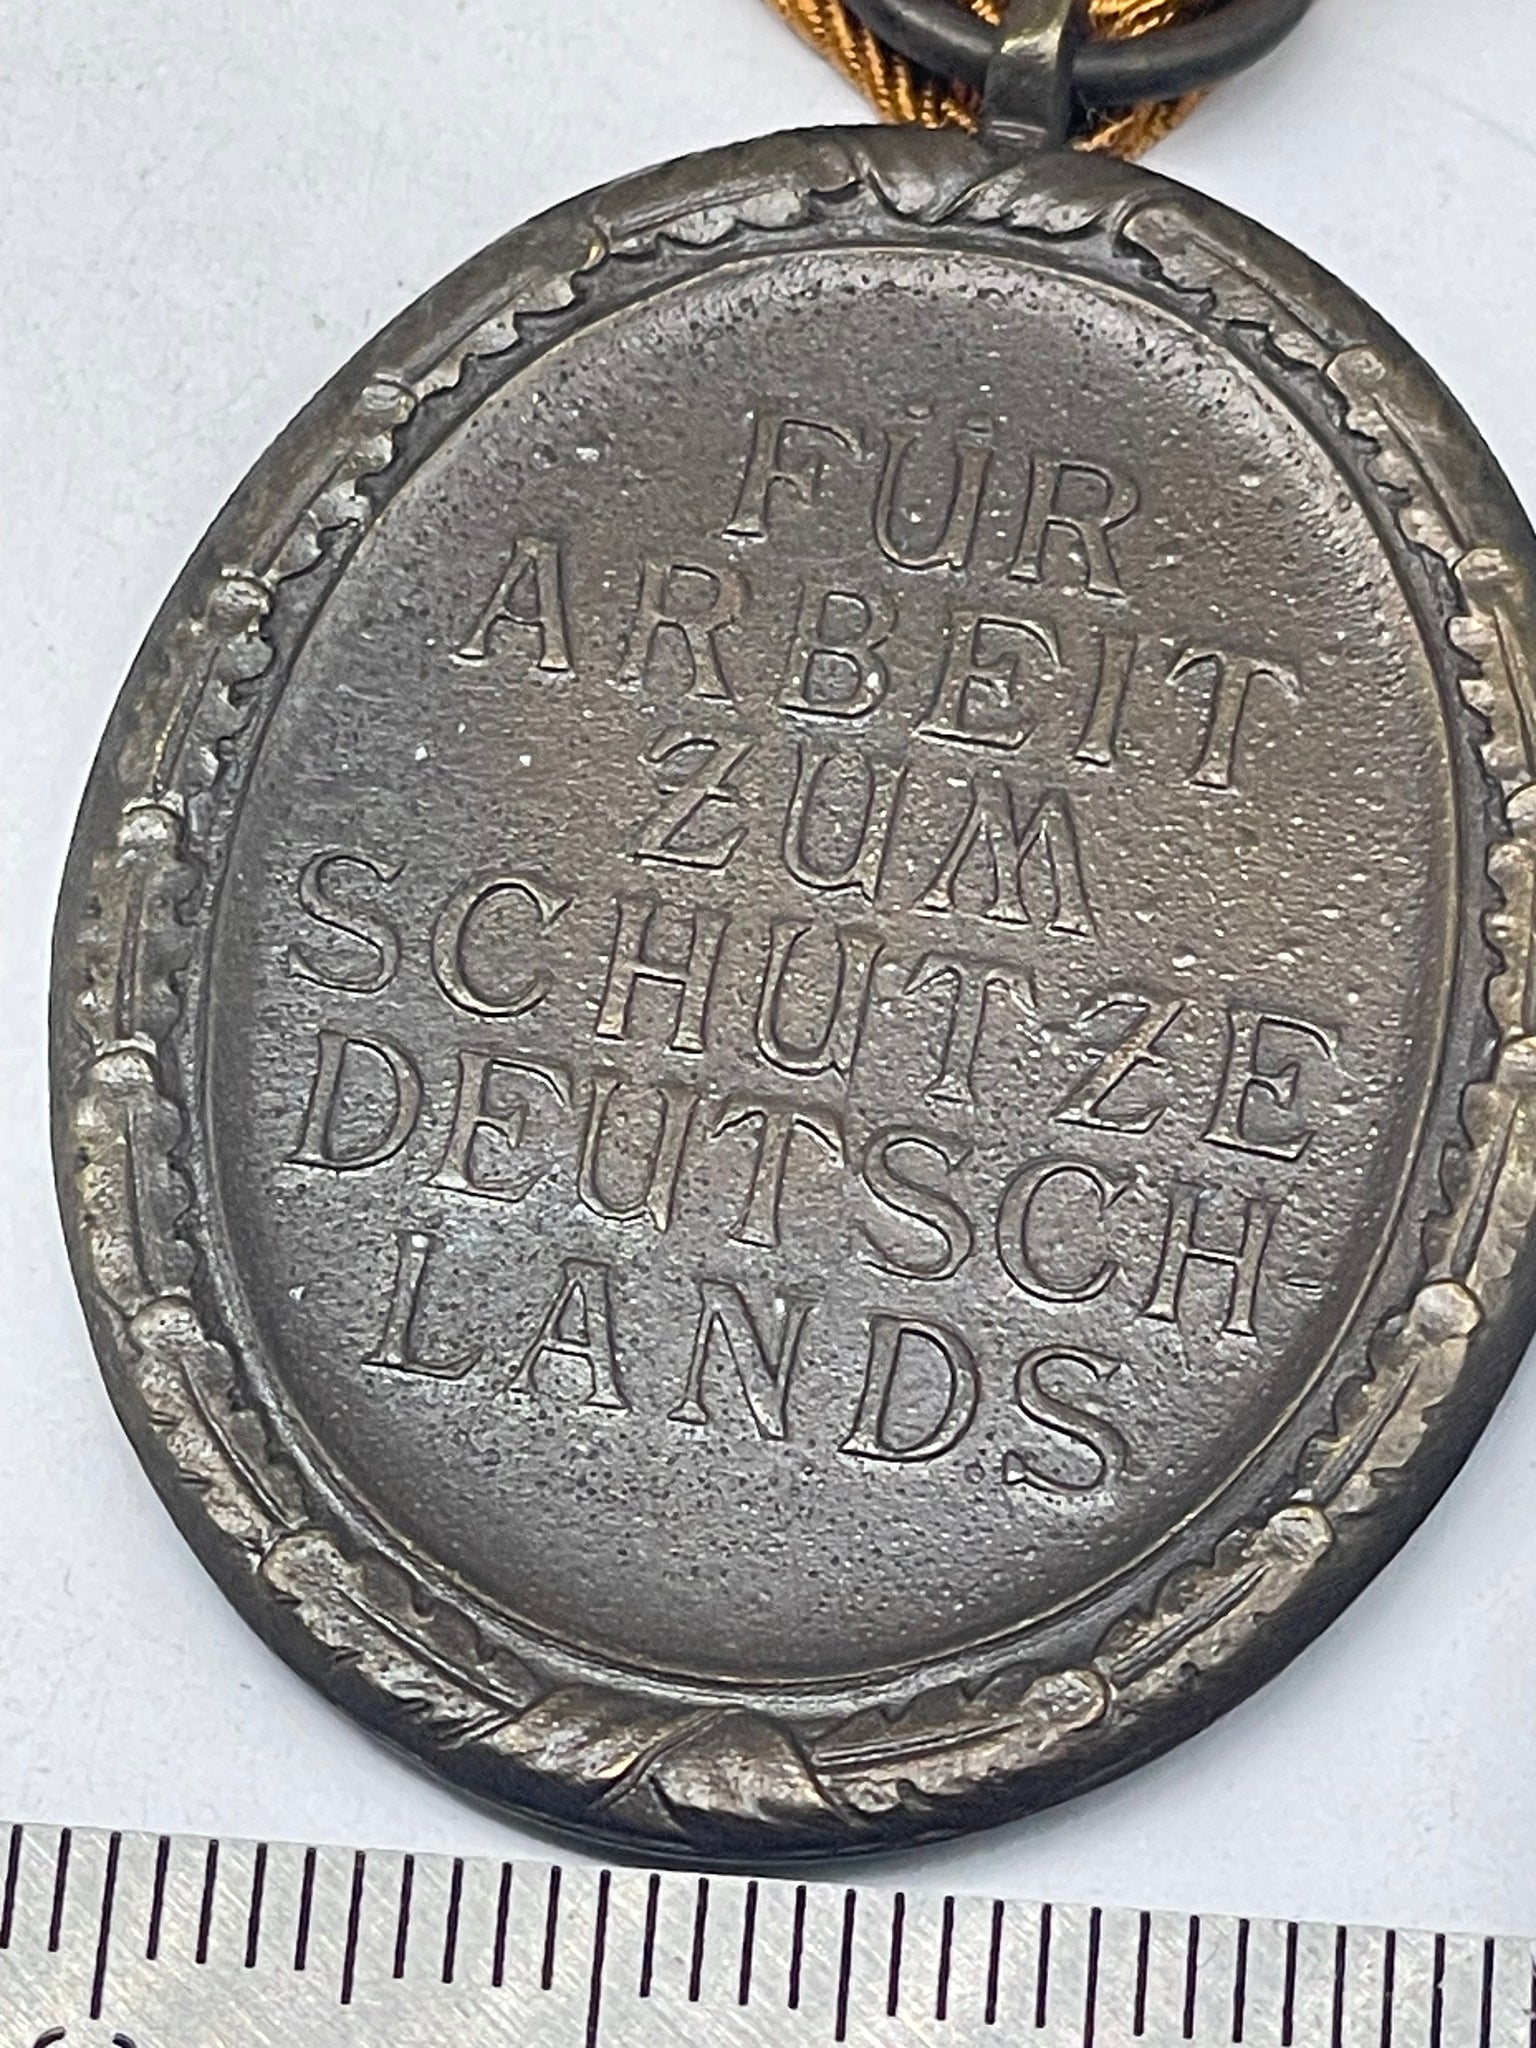 FÜR
ARBEIT
ZUM
SCHUTZE
DEUTSCH-
LANDS